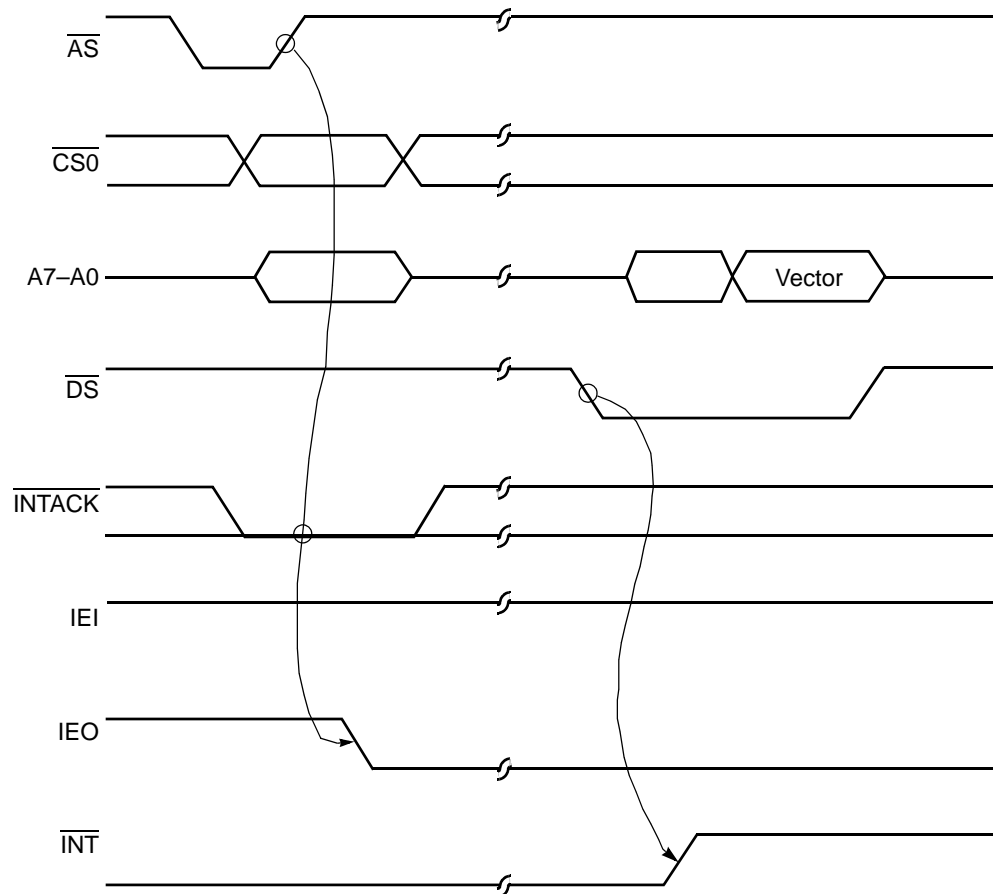 AS
CS0
A7–A0
Vector
DS
INTACK
IEI
IEO
INT